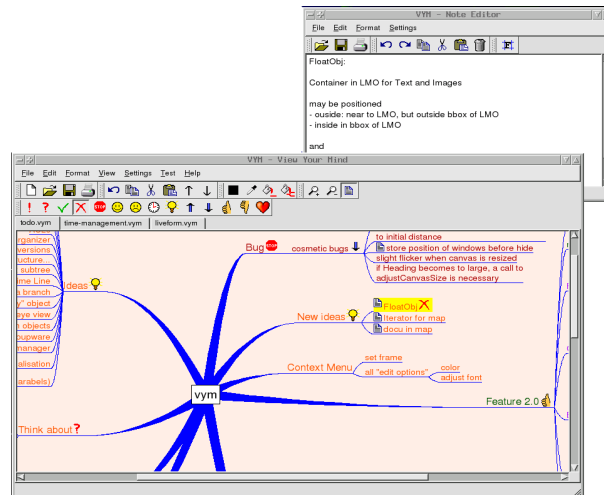 VYM - Note Editor
File Edit Format Settings
FloatObj:
Container in LMO for Text and Images
may be positioned
- ouside: near to LMO, but outside bbox of LMO
- inside in bbox of LMO
and
VYM - View Your Mind
File Edit Format View Settings Test Help
STOP
todo.vym time-management.vym liveform.vym
organizer
versions
ructure...
subtree
me Line
branch
" object
eye view
objects
oupware
manager
alisation
arabels)
Ideas
Think about ?
vym
Bug STOP cosmetic bugs
to initial distance
store position of windows before hide
slight flicker when canvas is resized
if Heading becomes to large, a call to
adjustCanvasSize is necessary
New ideas
FloatObj
Iterator for map
docu in map
Context Menu
set frame
all "edit options"
color
adjust font
Feature 2.0